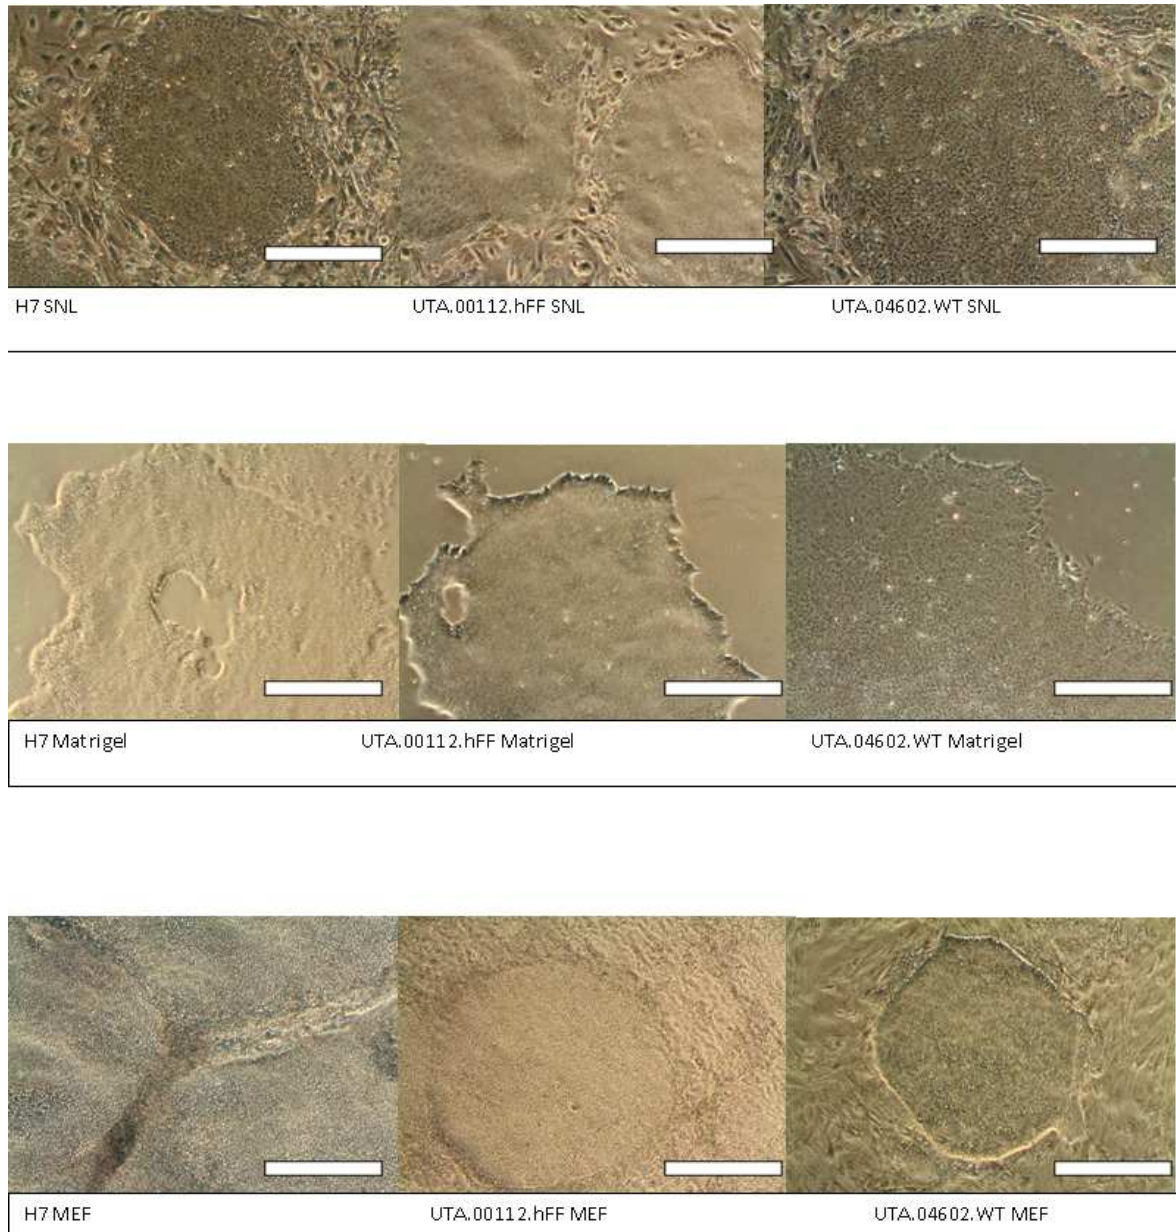 H7 SNL UTA.00112.hFF SNL UTA.04602.WT SNL
H7 Matrigel UTA.00112.hFF Matrigel UTA.04602.WT Matrigel
H7 MEF UTA.00112.hFF MEF UTA.04602.WT MEF